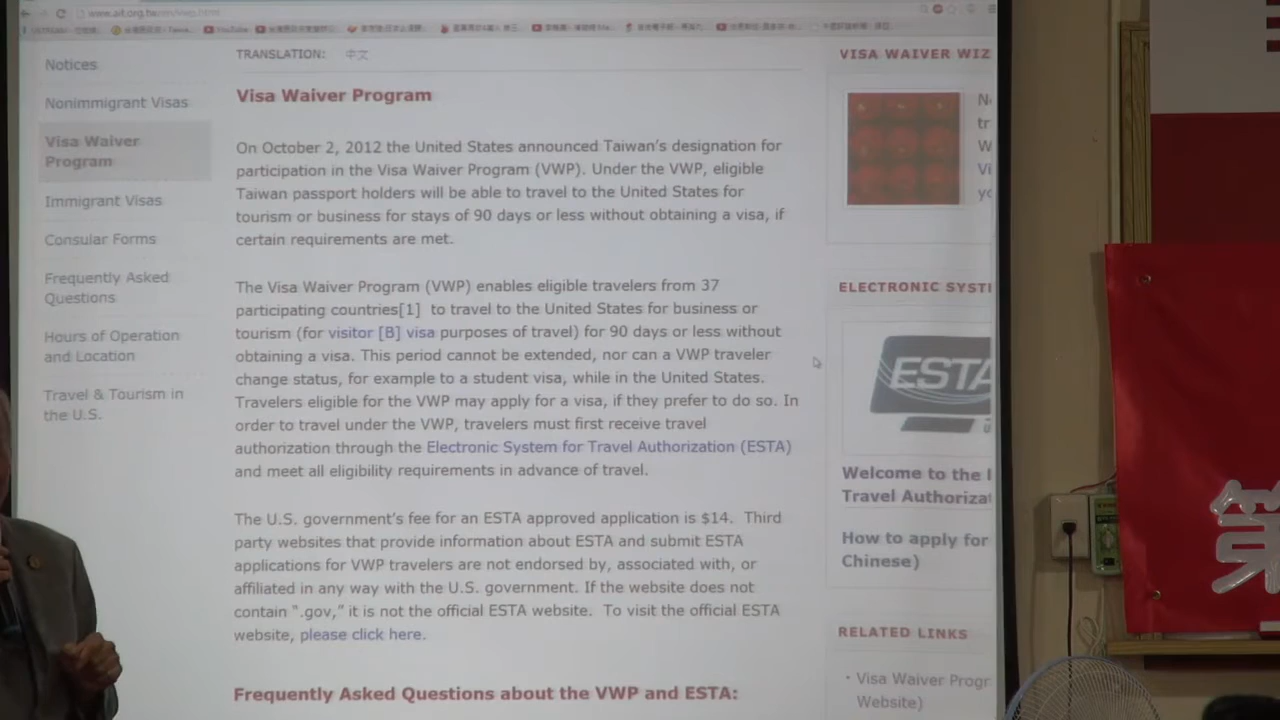 www.ait.org.tw/en/vwp.html
YouTube
Notices
Nonimmigrant Visas
Visa Waiver
Program
Immigrant Visas
Consular Forms
Frequently Asked
Questions
Hours of Operation
and Location
Travel & Tourism in
the U.S.
TRANSLATION: 中文
Visa Waiver Program
On October 2, 2012 the United States announced Taiwan's designation for
participation in the Visa Waiver Program (VWP). Under the VWP, eligible
Taiwan passport holders will be able to travel to the United States for
tourism or business for stays of 90 days or less without obtaining a visa, if
certain requirements are met.
The Visa Waiver Program (VWP) enables eligible travelers from 37
participating countries[1] to travel to the United States for business or
tourism (for visitor [B] visa purposes of travel) for 90 days or less without
obtaining a visa. This period cannot be extended, nor can a VWP traveler
change status, for example to a student visa, while in the United States.
Travelers eligible for the VWP may apply for a visa, if they prefer to do so. In
order to travel under the VWP, travelers must first receive travel
authorization through the Electronic System for Travel Authorization (ESTA)
and meet all eligibility requirements in advance of travel.
The U.S. government's fee for an ESTA approved application is $14. Third
party websites that provide information about ESTA and submit ESTA
applications for VWP travelers are not endorsed by, associated with, or
affiliated in any way with the U.S. government. If the website does not
contain ".gov," it is not the official ESTA website. To visit the official ESTA
website, please click here.
Frequently Asked Questions about the VWP and ESTA:
VISA WAIVER WIZ
ELECTRONIC SYST
ESTA
Welcome to the
Travel Authoriza
How to apply for
Chinese)
RELATED LINKS
Visa Waiver Progr
Website)
第